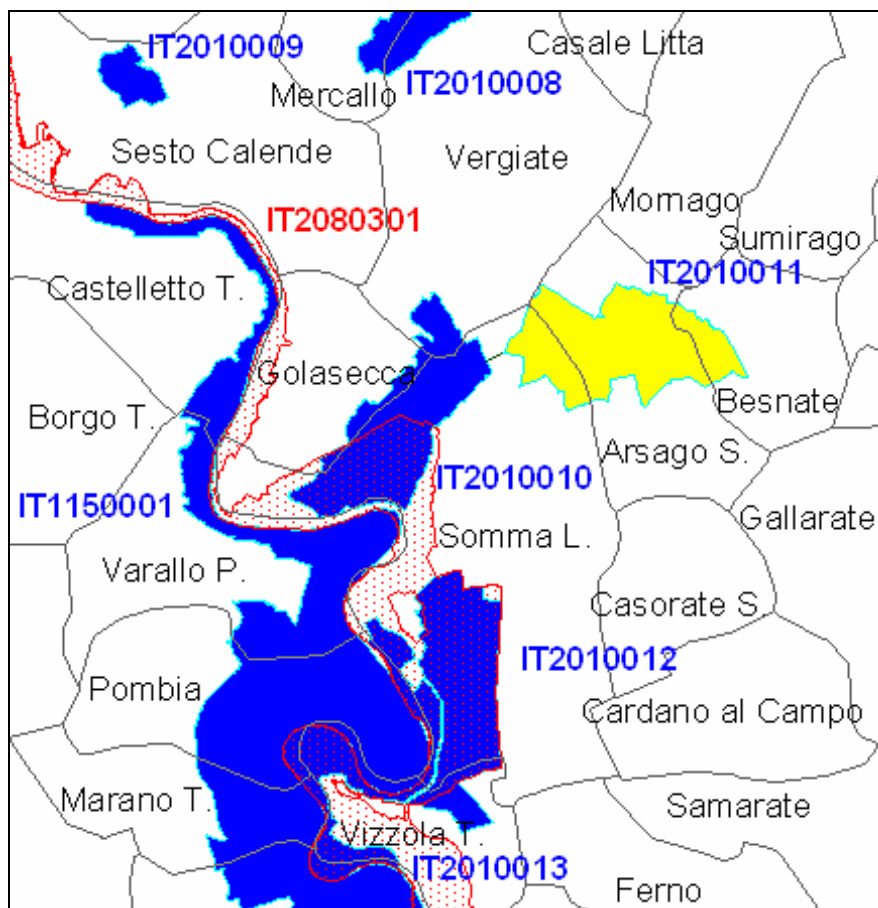 IT2010009
Casale Litta
IT2010008
Mercallo
Sesto Calende
Vergiate
Mornago
IT2080301
Sumirago
IT2010011
Castelletto T.
Golasecca
Besnate
Borgo T.
Arsago S.
IT2010010
IT1150001
Gallarate
Somma L.
Varallo P.
Casorate S.
IT2010012
Pombia
Cardano al Campo
Marano T.
Samarate
Vizzola T.
IT2010013
Ferno